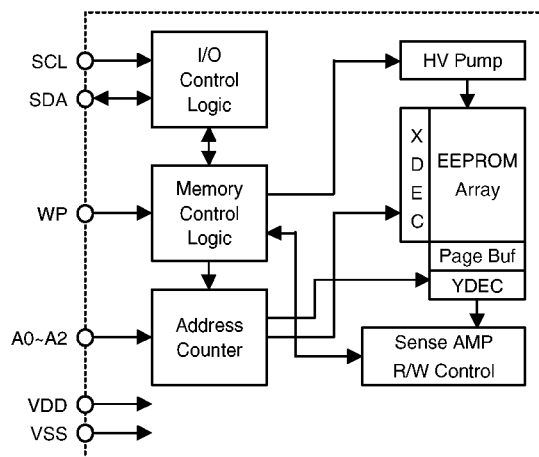 SCL
SDA
WP
A0~A2
VDD
VSS
I/O
Control
Logic
Memory
Control
Logic
Address
Counter
HV Pump
X
D
E
C
EEPROM
Array
Page Buf
YDEC
Sense AMP
R/W Control